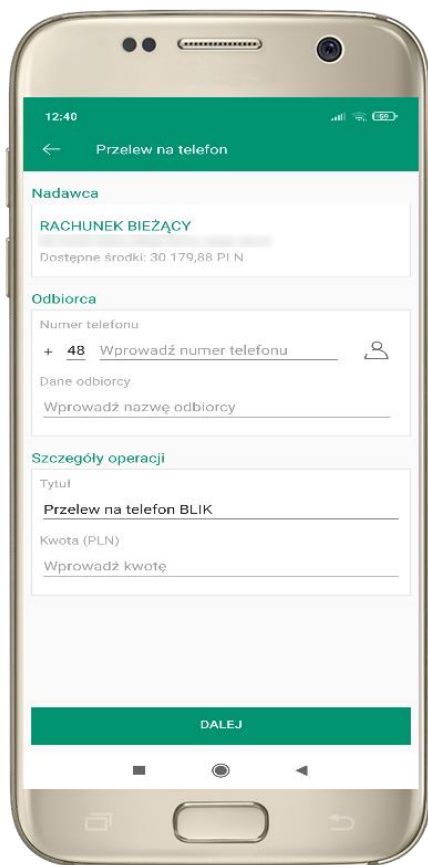 12:40
59
Przelew na telefon
Nadawca
RACHUNEK BIEŻĄCY
Dostępne środki: 30 179,88 PLN
Odbiorca
Numer telefonu
+ 48 Wprowadź numer telefonu
Dane odbiorcy
Wprowadź nazwę odbiorcy
Szczegóły operacji
Tytuł
Przelew na telefon BLIK
Kwota (PLN)
Wprowadź kwotę
DALEJ